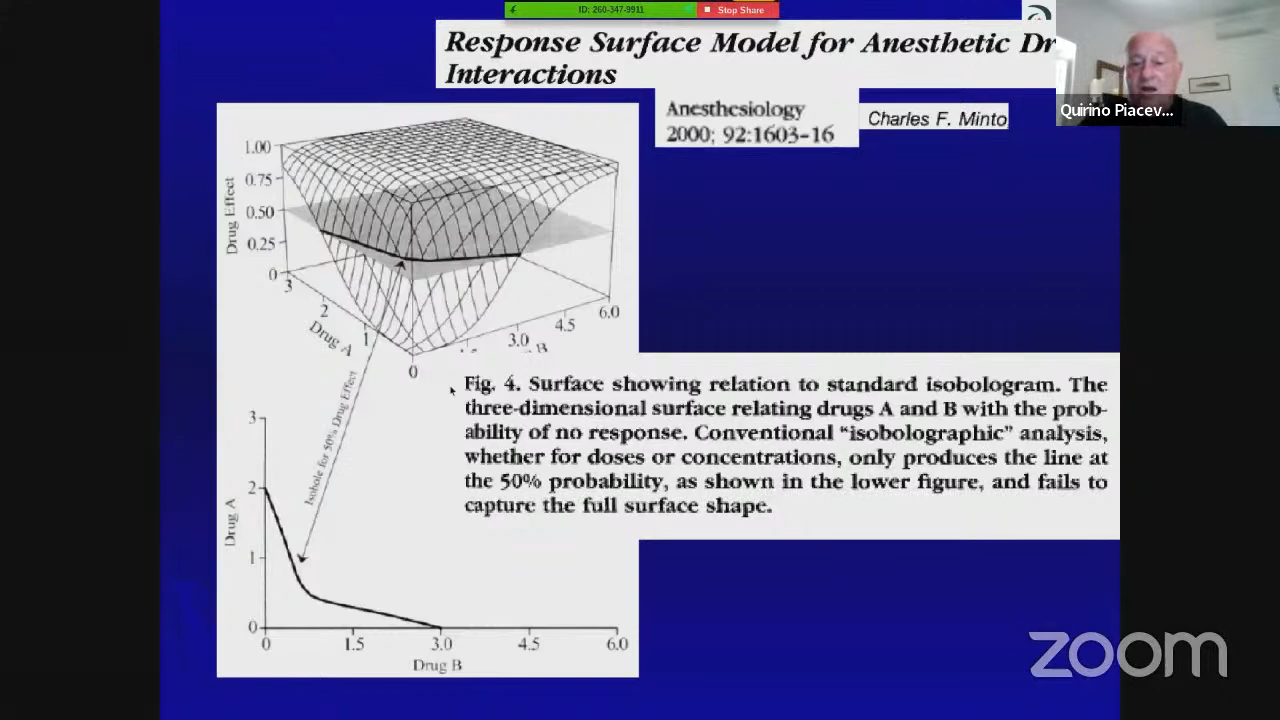 ID: 260-347-9911
Stop Share
Response Surface Model for Anesthetic Dr
Interactions
Quirino Piacev...
Anesthesiology
2000; 92:1603-16
Charles F. Minto
1.00
0.75
0.50
0.25
0
Drug Effect
3
2
1
Drug A
0
3.0
4.5
6.0
B
Isobole for 50% Drug Effect
Fig. 4. Surface showing relation to standard isobologram. The
three-dimensional surface relating drugs A and B with the prob-
ability of no response. Conventional “isobolographic” analysis,
whether for doses or concentrations, only produces the line at
the 50% probability, as shown in the lower figure, and fails to
capture the full surface shape.
3
2
1
0
Drug A
0
1.5
3.0
4.5
6.0
Drug B
zoom